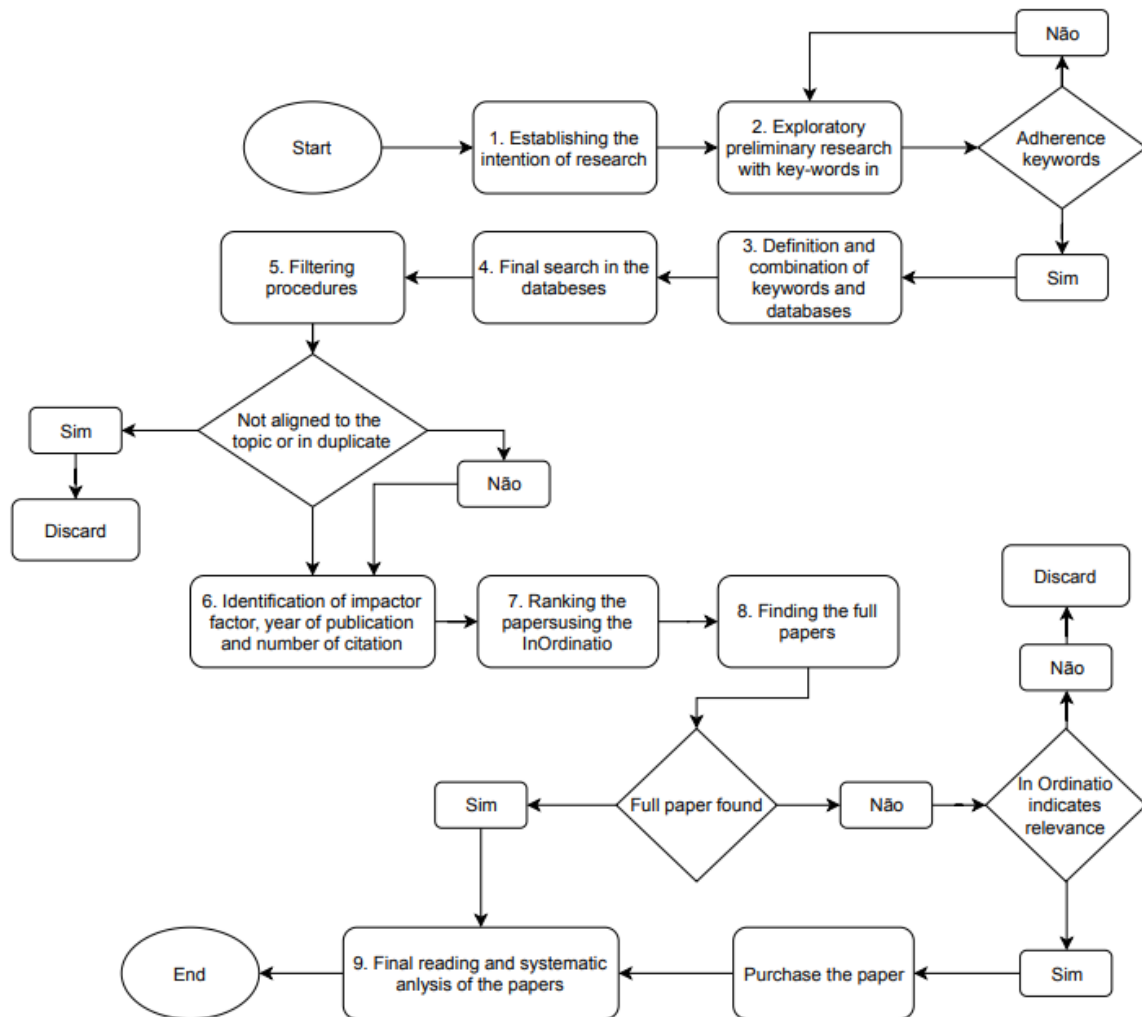 Não
Start
1. Establishing the
intention of research
2. Exploratory
preliminary research
with key-words in
Adherence
keywords
5. Filtering
procedures
4. Final search in the
databeses
3. Definition and
combination of
keywords and
databases
Sim
Sim
Not aligned to the
topic or in duplicate
Não
Discard
6. Identification of impactor
factor, year of publication
and number of citation
7. Ranking the
papersusing the
InOrdinatio
8. Finding the full
papers
Discard
Não
Sim
Full paper found
Não
In Ordinatio
indicates
relevance
End
9. Final reading and systematic
anlysis of the papers
Purchase the paper
Sim